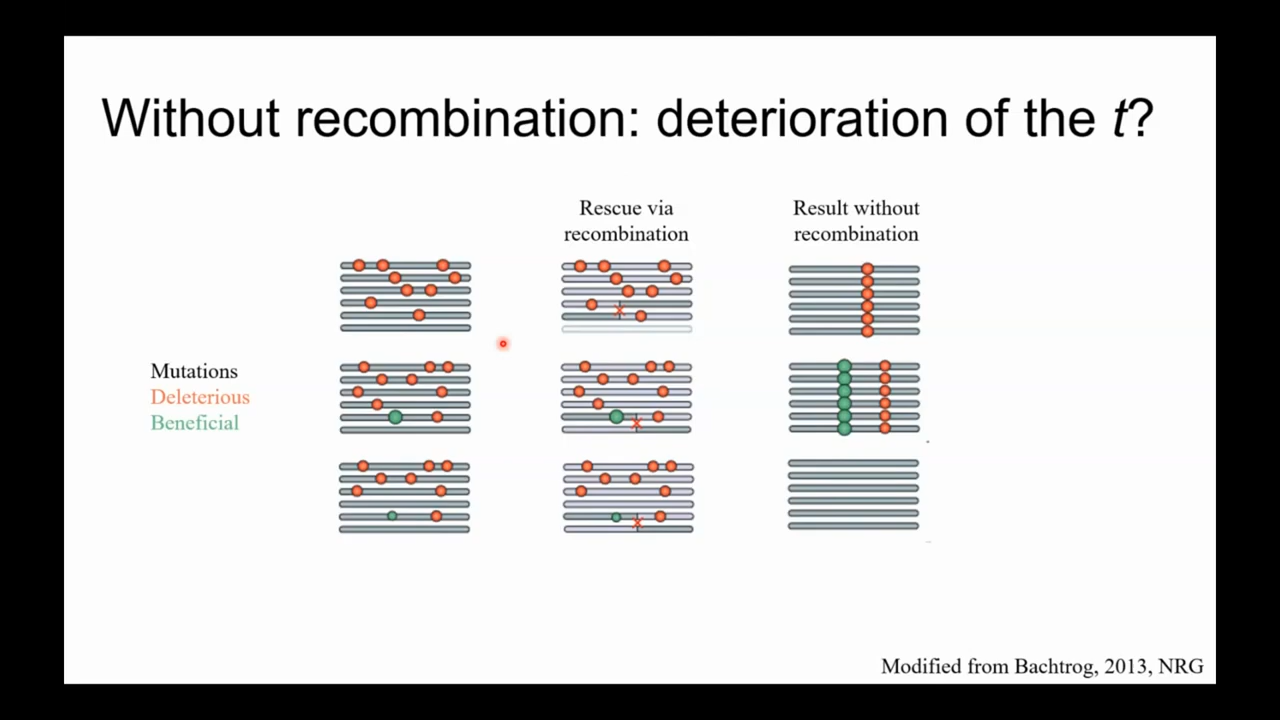 Without recombination: deterioration of the t?
Rescue via
recombination
Result without
recombination
Mutations
Deleterious
Beneficial
Modified from Bachtrog, 2013, NRG